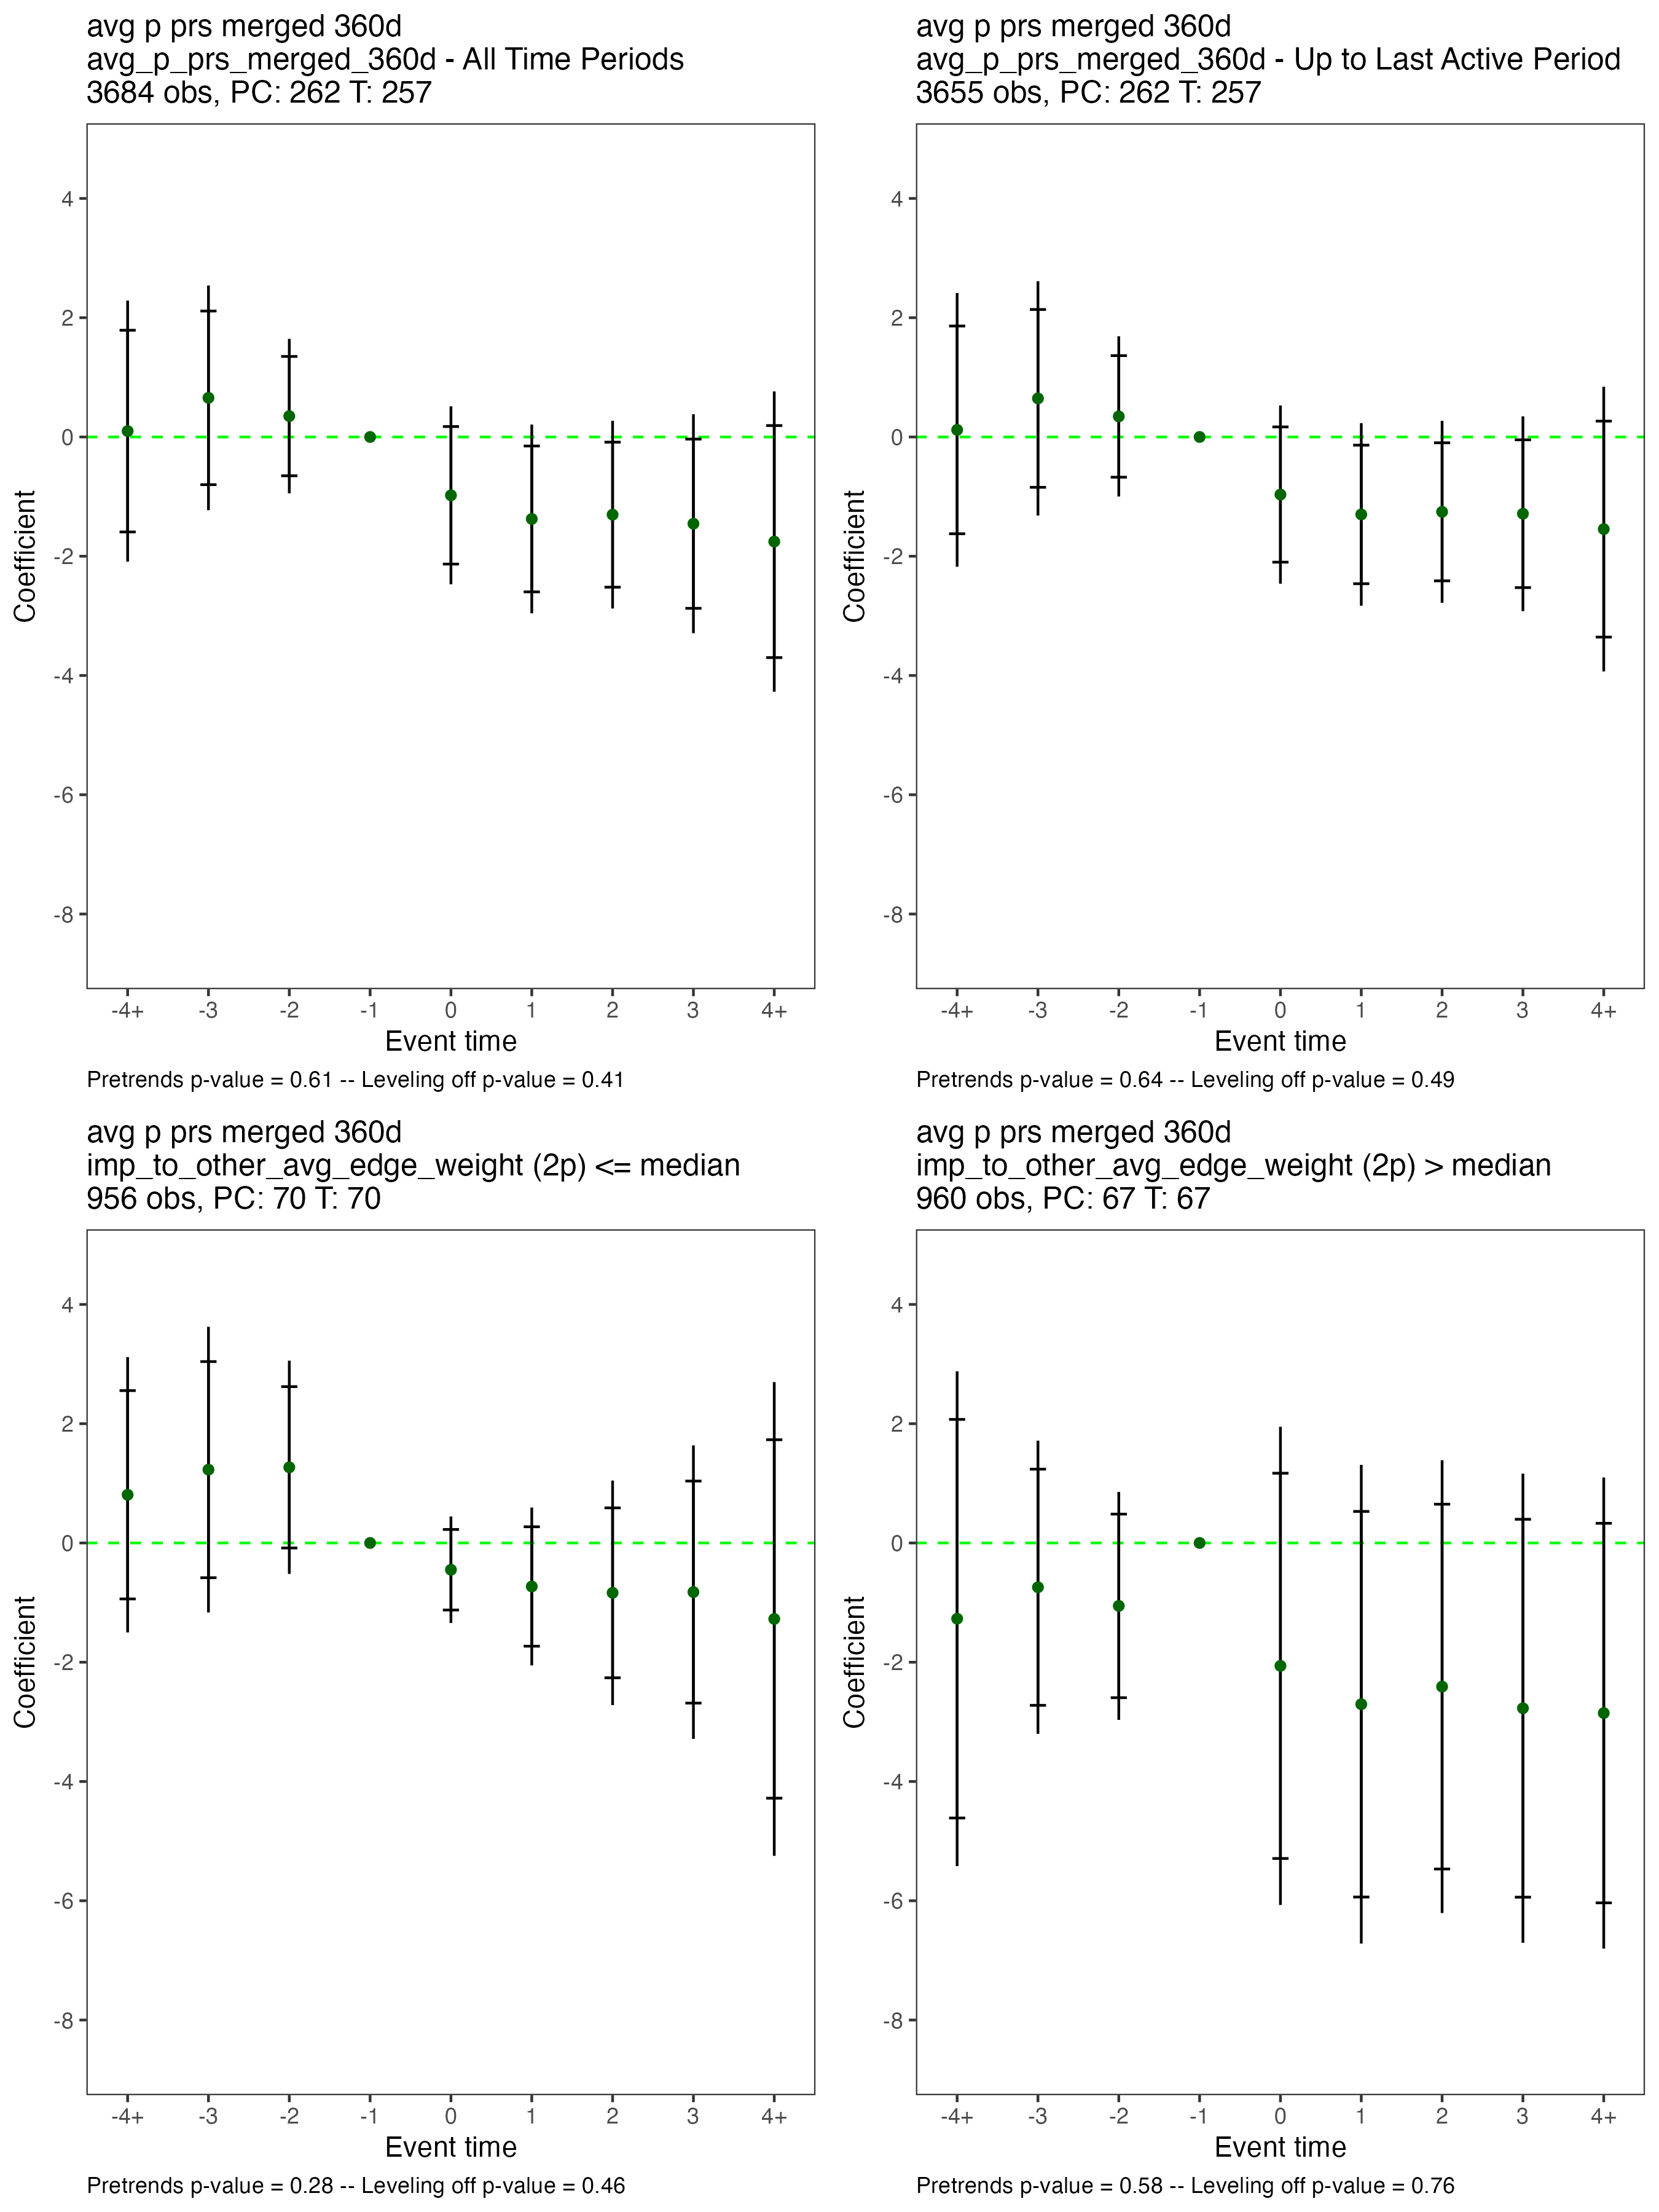 avg p prs merged 360d
avg_p_prs_merged_360d - All Time Periods
3684 obs, PC: 262 T: 257
4
2
0
-2
-4
-6
-8
Coefficient
-4+ -3 -2 -1 0 1 2 3 4+
Event time
Pretrends p-value = 0.61 -- Leveling off p-value = 0.41
avg p prs merged 360d
avg_p_prs_merged_360d - Up to Last Active Period
3655 obs, PC: 262 T: 257
4
2
0
-2
-4
-6
-8
Coefficient
-4+ -3 -2 -1 0 1 2 3 4+
Event time
Pretrends p-value = 0.64 -- Leveling off p-value = 0.49
avg p prs merged 360d
imp_to_other_avg_edge_weight (2p) <= median
956 obs, PC: 70 T: 70
4
2
0
-2
-4
-6
-8
Coefficient
-4+ -3 -2 -1 0 1 2 3 4+
Event time
Pretrends p-value = 0.28 -- Leveling off p-value = 0.46
avg p prs merged 360d
imp_to_other_avg_edge_weight (2p) > median
960 obs, PC: 67 T: 67
4
2
0
-2
-4
-6
-8
Coefficient
-4+ -3 -2 -1 0 1 2 3 4+
Event time
Pretrends p-value = 0.58 -- Leveling off p-value = 0.76